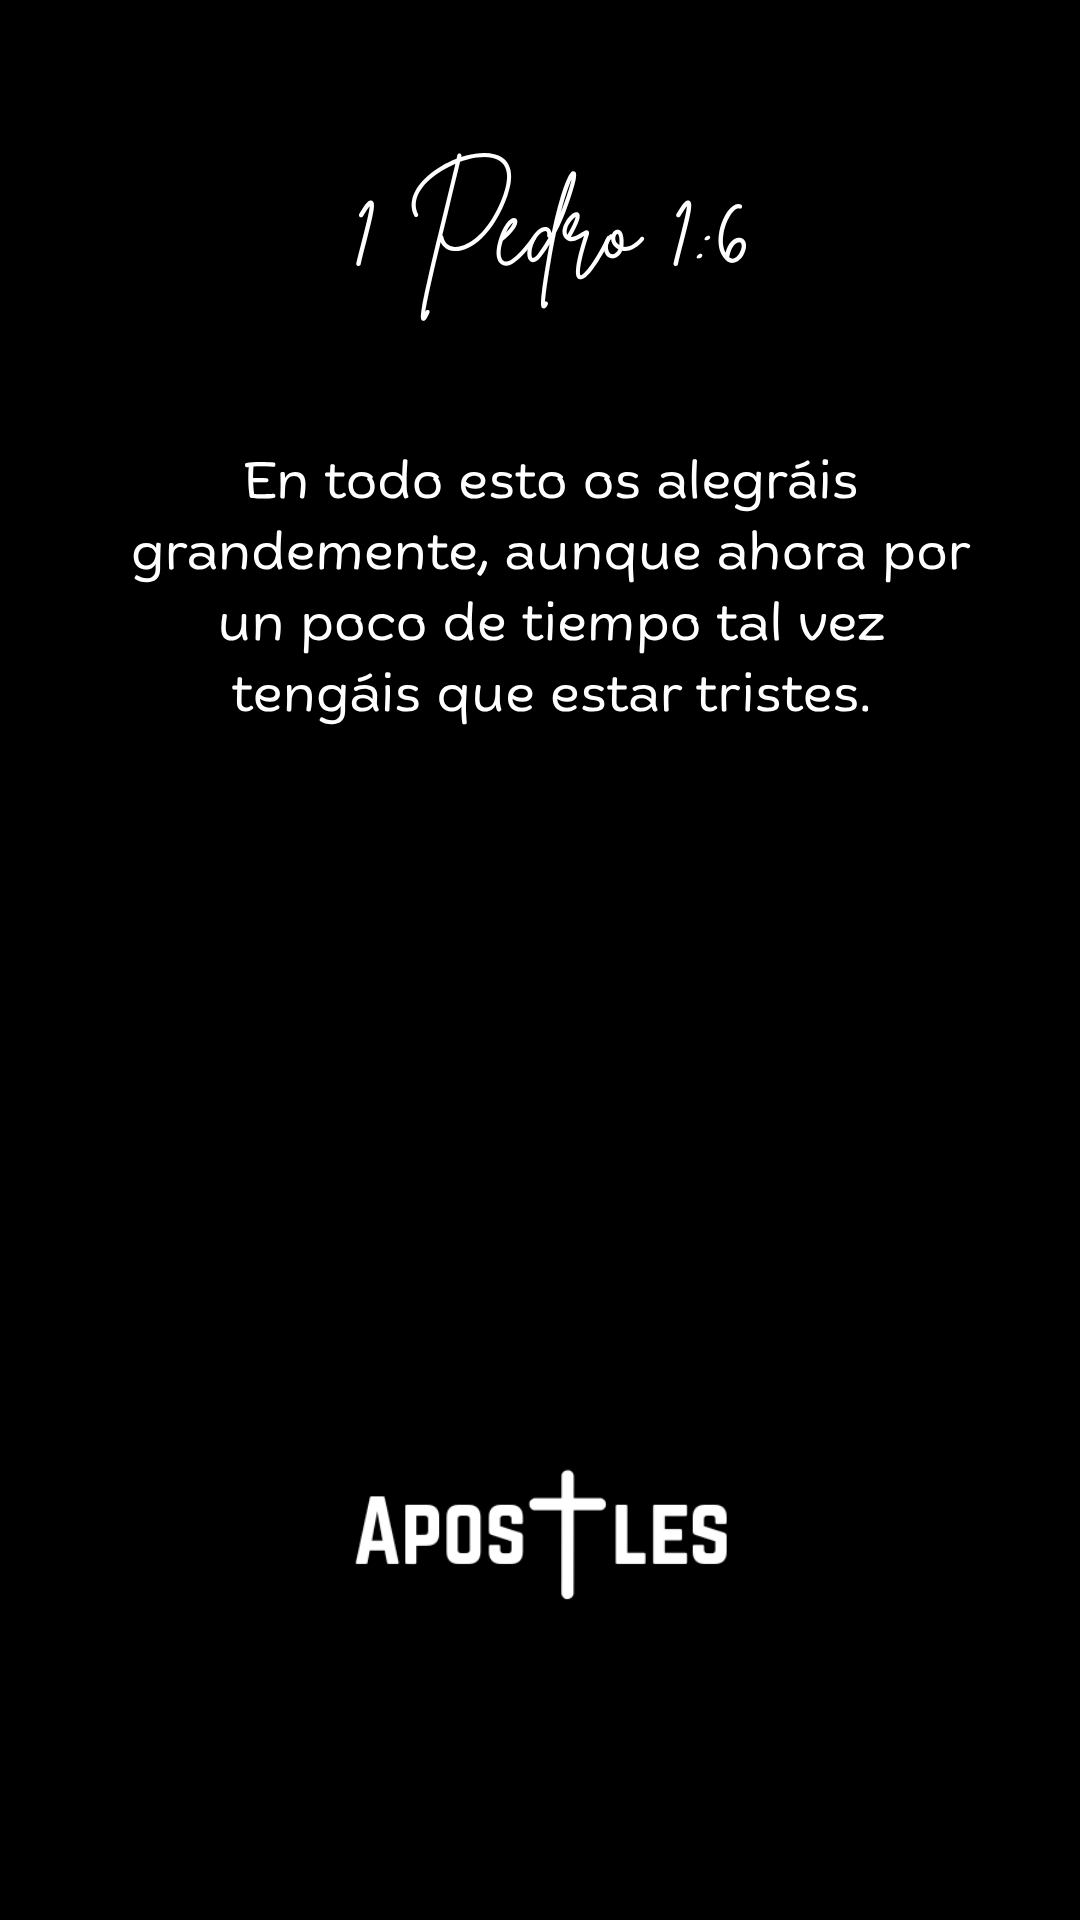 1 Pedro 1:6
En todo esto os alegráis
grandemente, aunque ahora por
un poco de tiempo tal vez
tengáis que estar tristes.
APOSTLES